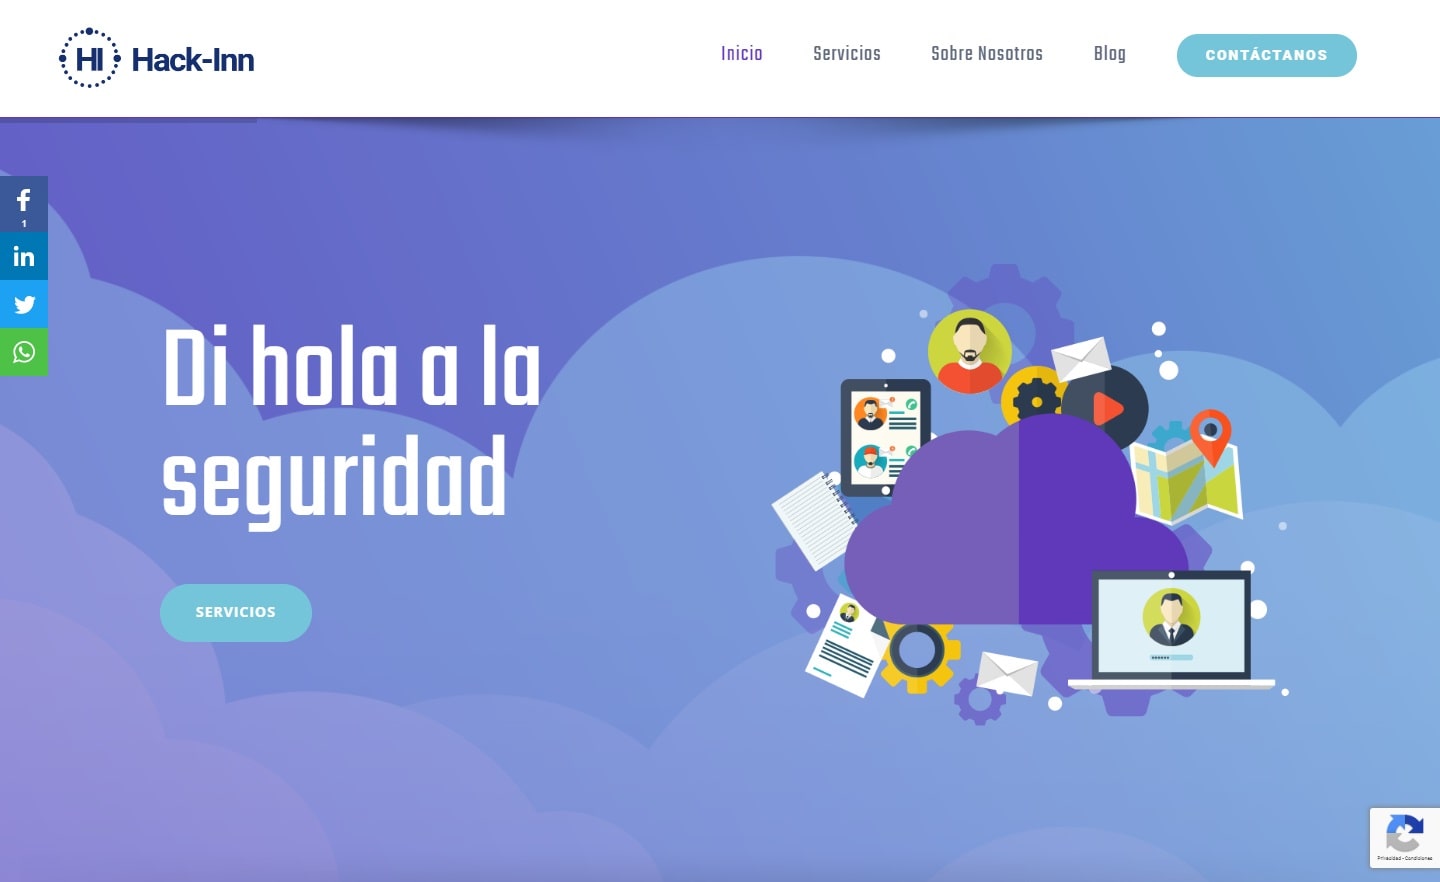 HI Hack-Inn
Inicio
Servicios
Sobre Nosotros
Blog
CONTÁCTANOS
1
Di hola a la
seguridad
SERVICIOS
Privacidad - Condiciones